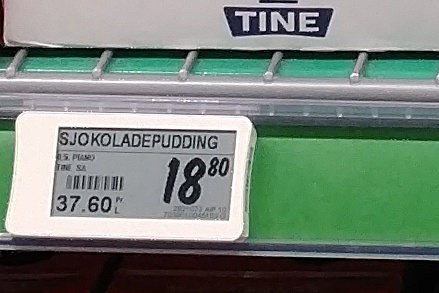 TINE
SJOKOLADEPUDDING
0,5L PIANO
TINE SA
18 80
37.60 Pr L